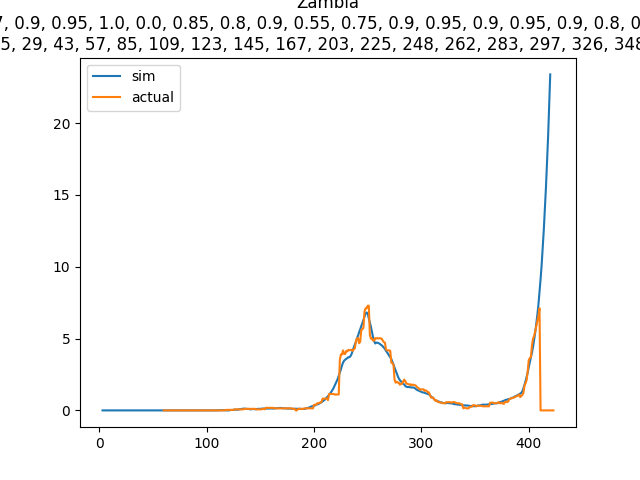 Zambia
0.9, 0.95, 1.0, 0.0, 0.85, 0.8, 0.9, 0.55, 0.75, 0.9, 0.95, 0.9, 0.95, 0.9, 0.8,
29, 43, 57, 85, 109, 123, 145, 167, 203, 225, 248, 262, 283, 297, 326, 348
sim
actual
20
15
10
5
0
0 100 200 300 400